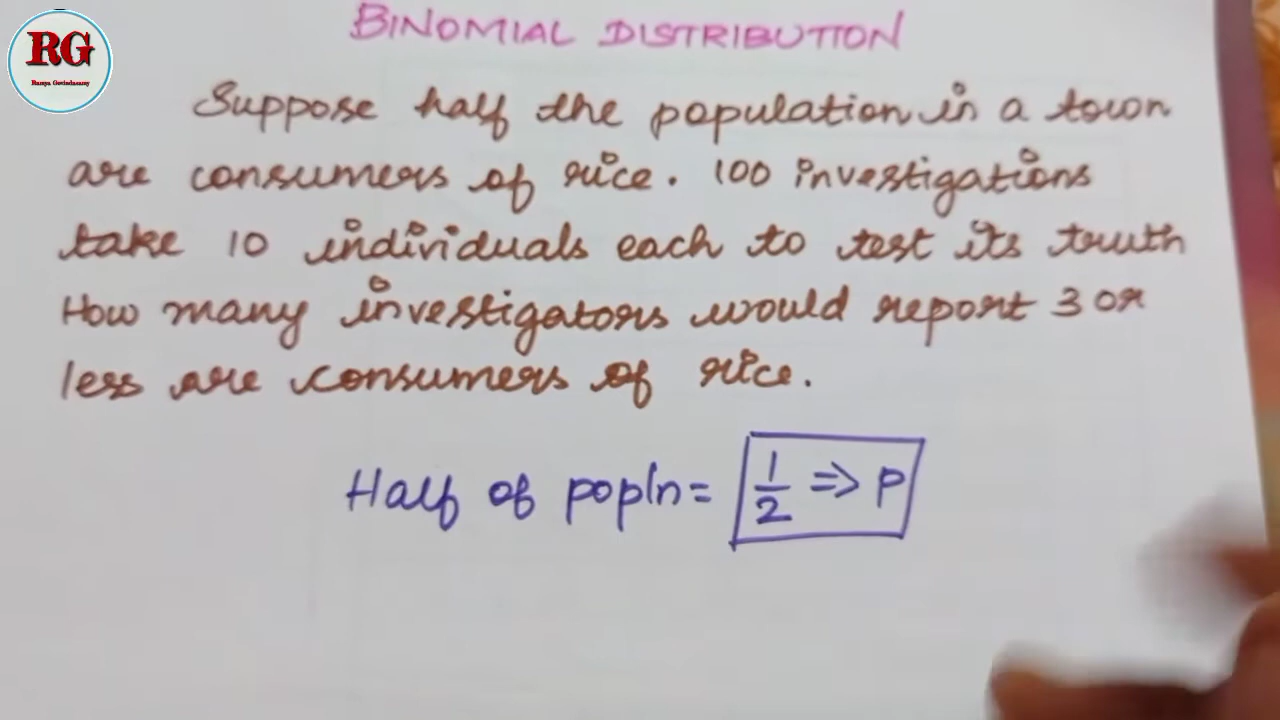 RG
Ramya Govindasamy
BINOMIAL DISTRIBUTION
Suppose half the population in a town
are consumers of rice. 100 investigations
take 10 individuals each to test its truth
How many investigators would report 3 or
less are consumers of rice.
Half of popln = 1/2 => P